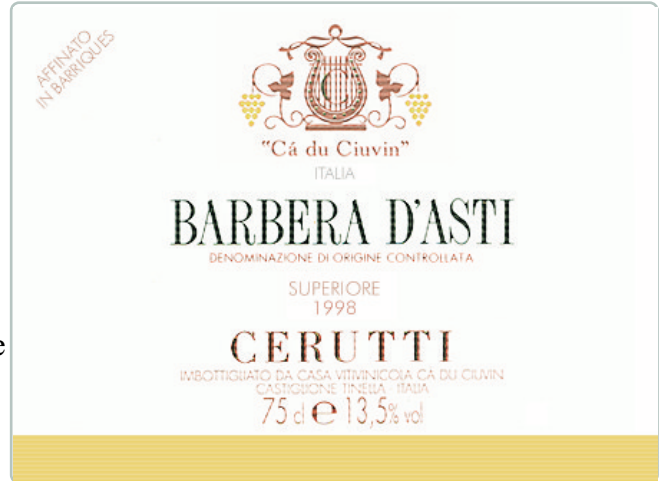 AFFINATO
IN BARRIQUES
C
"Cá du Ciuvin"
ITALIA
BARBERA D'ASTI
DENOMINAZIONE DI ORIGINE CONTROLLATA
SUPERIORE
1998
e
CERUTTI
IMBOTTIGLIATO DA CASA VITIVINICOLA CÁ DU CIUVIN
CASTIGLIONE TINELLA - ITALIA
75 cl e 13,5% vol